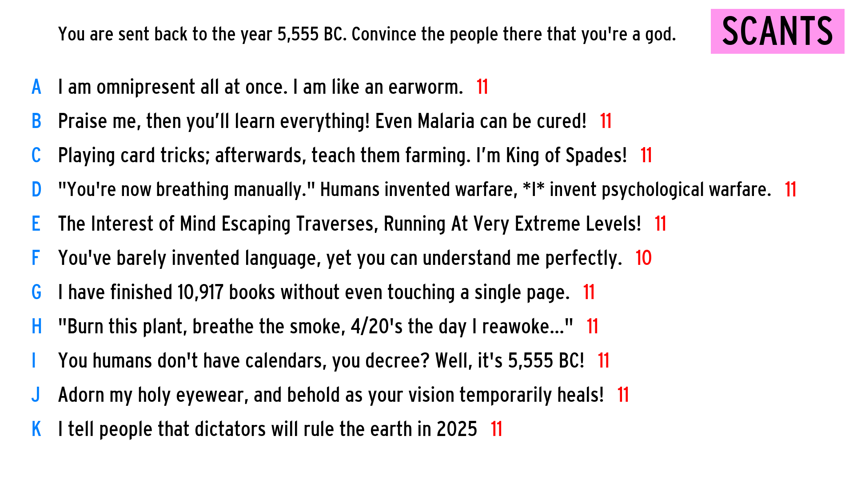 You are sent back to the year 5,555 BC. Convince the people there that you're a god.
SCANTS
A I am omnipresent all at once. I am like an earworm. 11
B Praise me, then you’ll learn everything! Even Malaria can be cured! 11
C Playing card tricks; afterwards, teach them farming. I’m King of Spades! 11
D "You're now breathing manually." Humans invented warfare, *I* invent psychological warfare. 11
E The Interest of Mind Escaping Traverses, Running At Very Extreme Levels! 11
F You've barely invented language, yet you can understand me perfectly. 10
G I have finished 10,917 books without even touching a single page. 11
H "Burn this plant, breathe the smoke, 4/20's the day I reawoke..." 11
I You humans don't have calendars, you decree? Well, it's 5,555 BC! 11
J Adorn my holy eyewear, and behold as your vision temporarily heals! 11
K I tell people that dictators will rule the earth in 2025 11